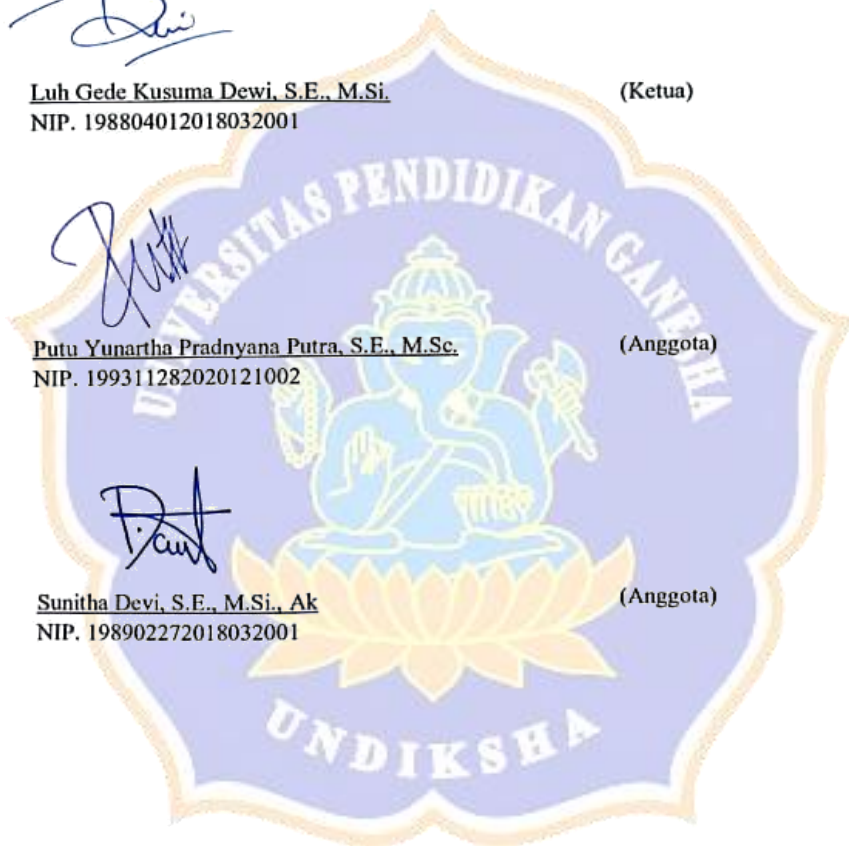 Luh Gede Kusuma Dewi, S.E., M.Si. (Ketua)
NIP. 198804012018032001
Putu Yunartha Pradnyana Putra, S.E., M.Sc. (Anggota)
NIP. 199311282020121002
Sunitha Devi, S.E., M.Si., Ak (Anggota)
NIP. 198902272018032001
UNIVERSITAS PENDIDIKAN GANESHA
UNDIKSHA